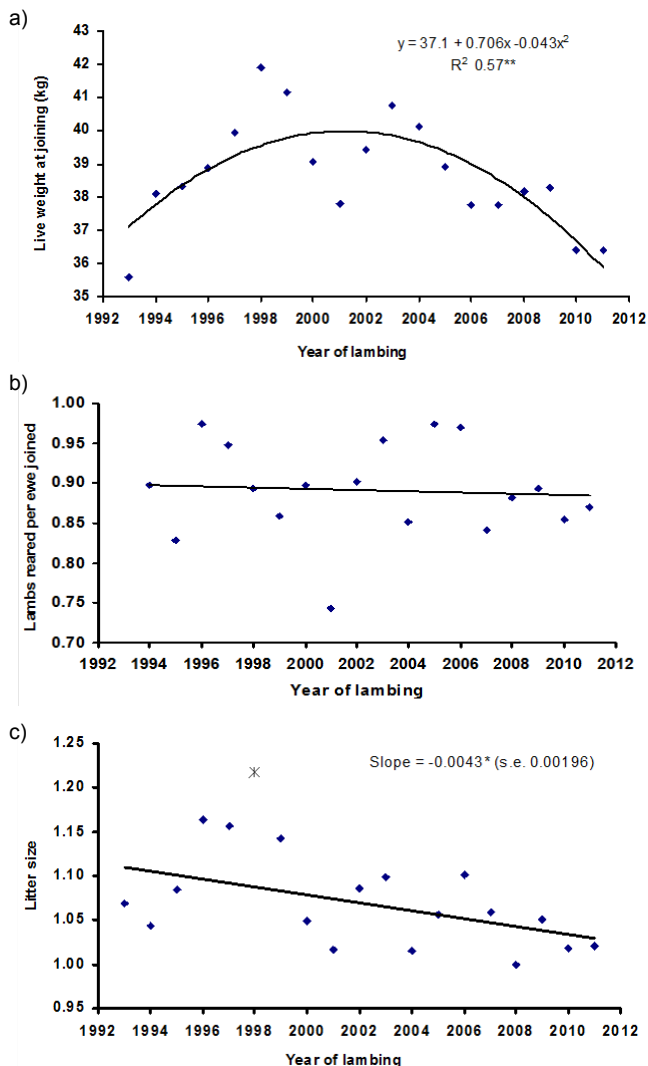 a)
y = 37.1 + 0.706x -0.043x²
R² 0.57**
Live weight at joining (kg)
43
42
41
40
39
38
37
36
35
1992 1994 1996 1998 2000 2002 2004 2006 2008 2010 2012
Year of lambing
b)
Lambs reared per ewe joined
1.00
0.95
0.90
0.85
0.80
0.75
0.70
1992 1994 1996 1998 2000 2002 2004 2006 2008 2010 2012
Year of lambing
c)
Slope = -0.0043* (s.e. 0.00196)
Litter size
1.25
1.20
1.15
1.10
1.05
1.00
0.95
1992 1994 1996 1998 2000 2002 2004 2006 2008 2010 2012
Year of lambing